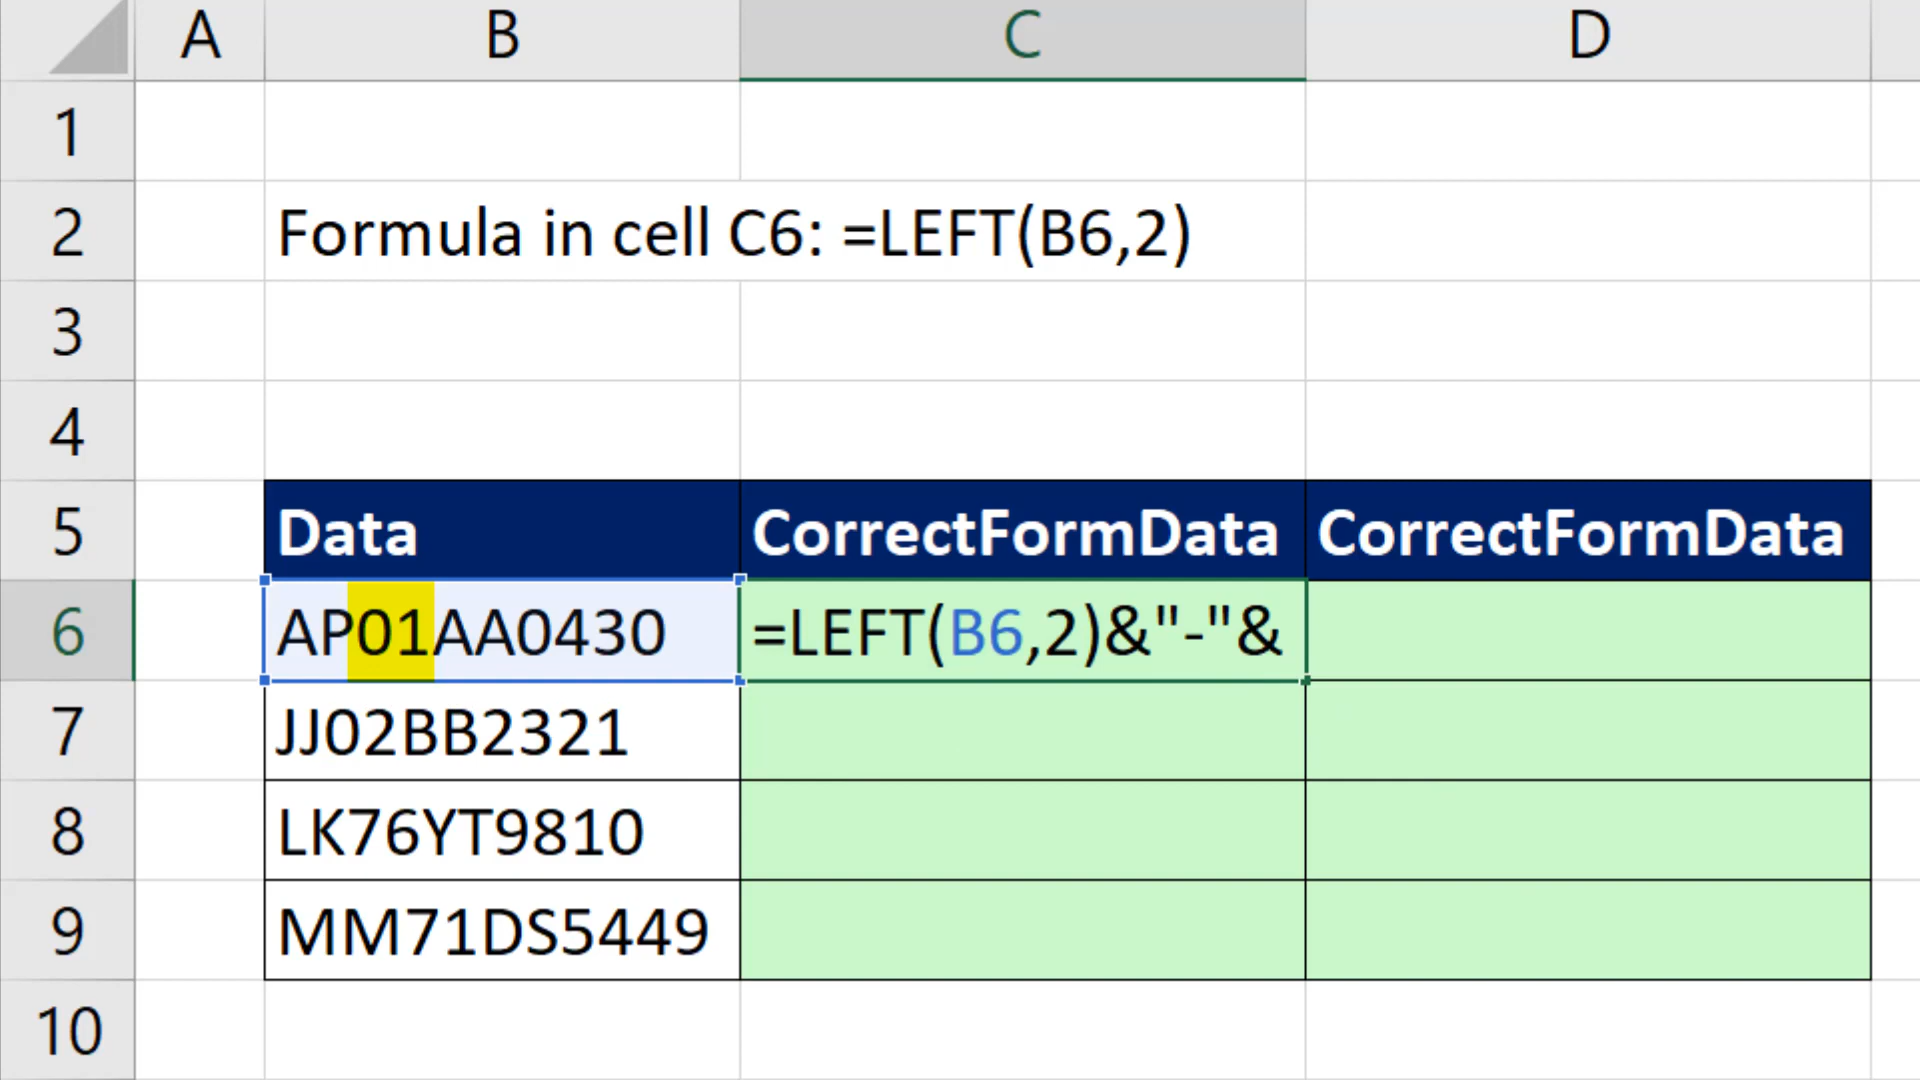 A B C D
1
2 Formula in cell C6: =LEFT(B6,2)
3
4
5 Data CorrectFormData CorrectFormData
6 AP01AA0430 =LEFT(B6,2)&"-"&
7 JJ02BB2321
8 LK76YT9810
9 MM71DS5449
10